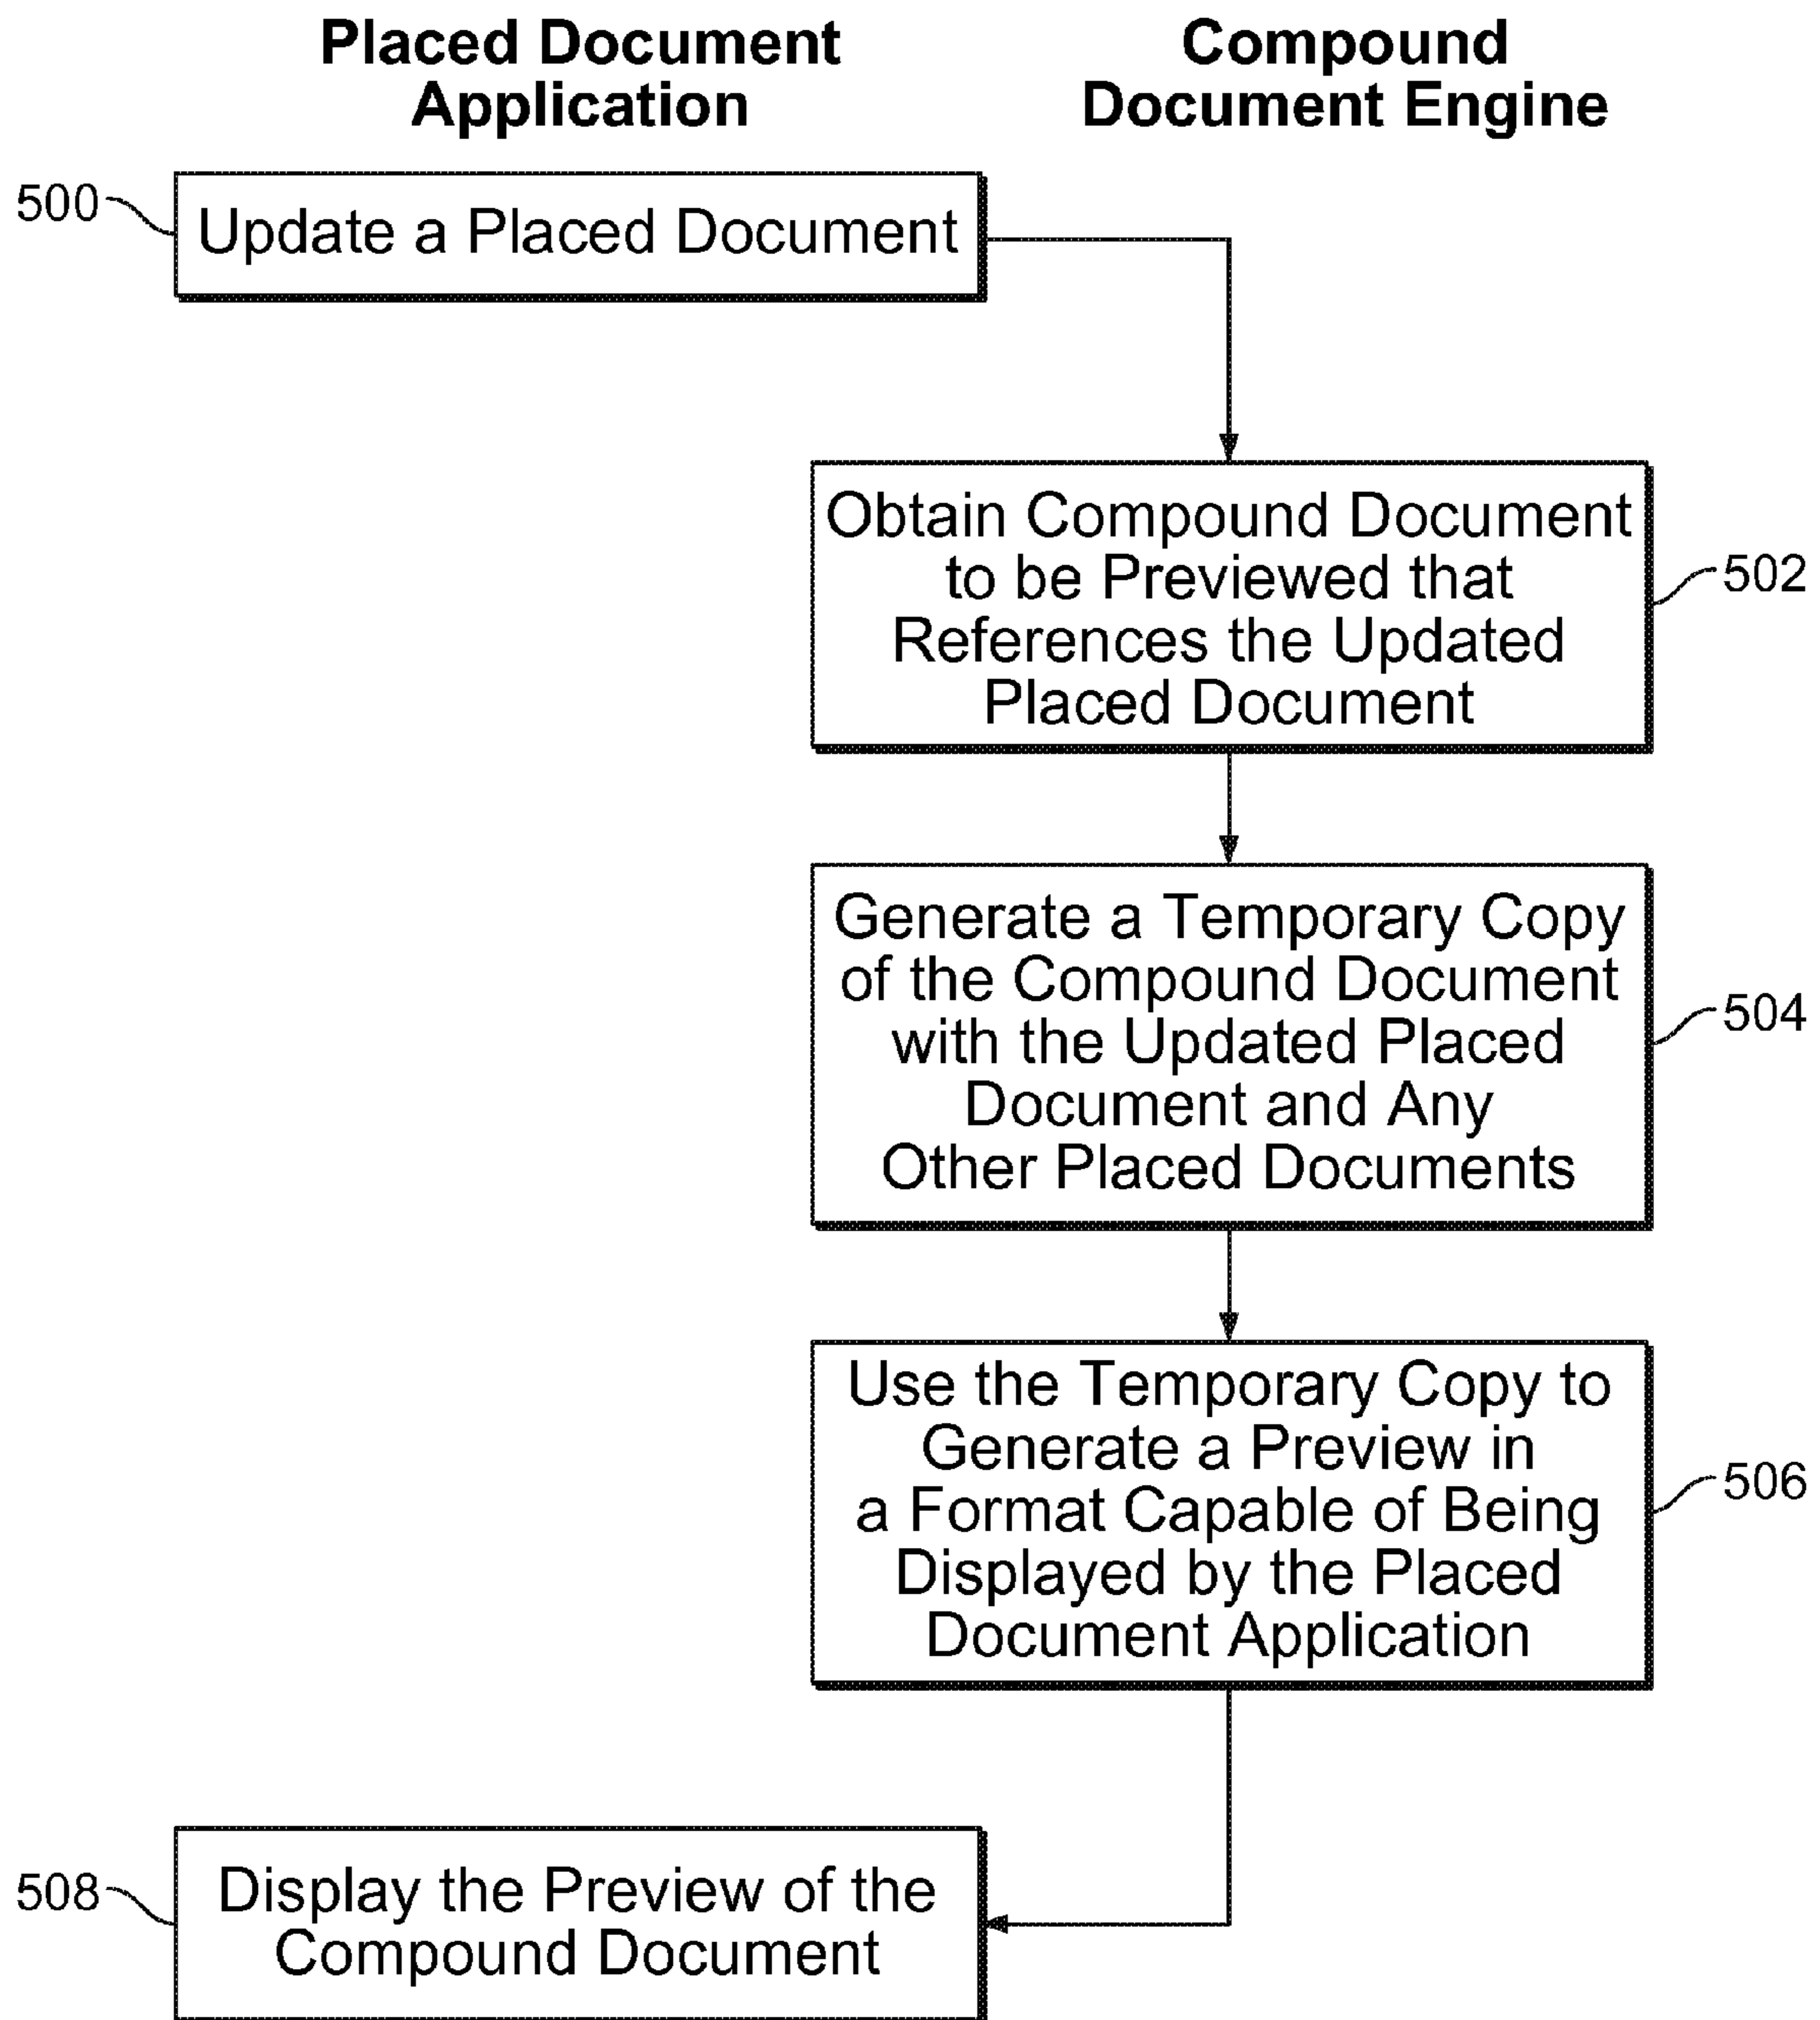 Placed Document
Application
Compound
Document Engine
500
Update a Placed Document
Obtain Compound Document
to be Previewed that
References the Updated
Placed Document
502
Generate a Temporary Copy
of the Compound Document
with the Updated Placed
Document and Any
Other Placed Documents
504
Use the Temporary Copy to
Generate a Preview in
a Format Capable of Being
Displayed by the Placed
Document Application
506
508
Display the Preview of the
Compound Document